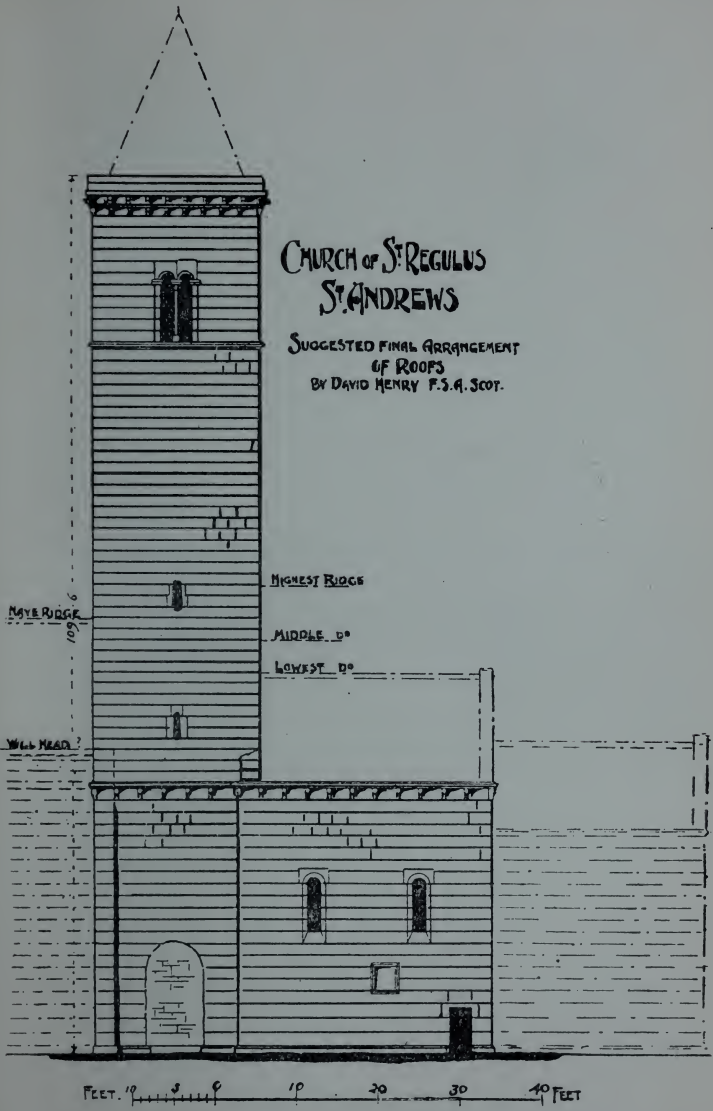 CHURCH OF ST REGULUS
ST. ANDREWS
SUGGESTED FINAL ARRANGEMENT
OF ROOFS
BY DAVID HENRY F.S.A. SCOT.
HIGHEST RIDGE
NAVE RIDGE
109.6
MIDDLE DO
LOWEST DO
WALL HEAD?
FEET. 10 5 0 10 20 30 40 FEET